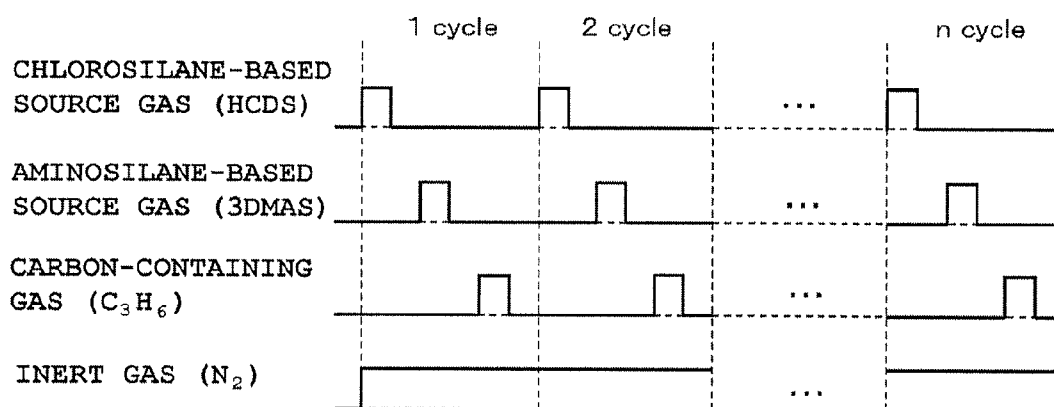 1 cycle 2 cycle n cycle
CHLOROSILANE-BASED
SOURCE GAS (HCDS)
...
AMINOSILANE-BASED
SOURCE GAS (3DMAS)
...
CARBON-CONTAINING
GAS (C₃H₆)
...
INERT GAS (N₂)
...